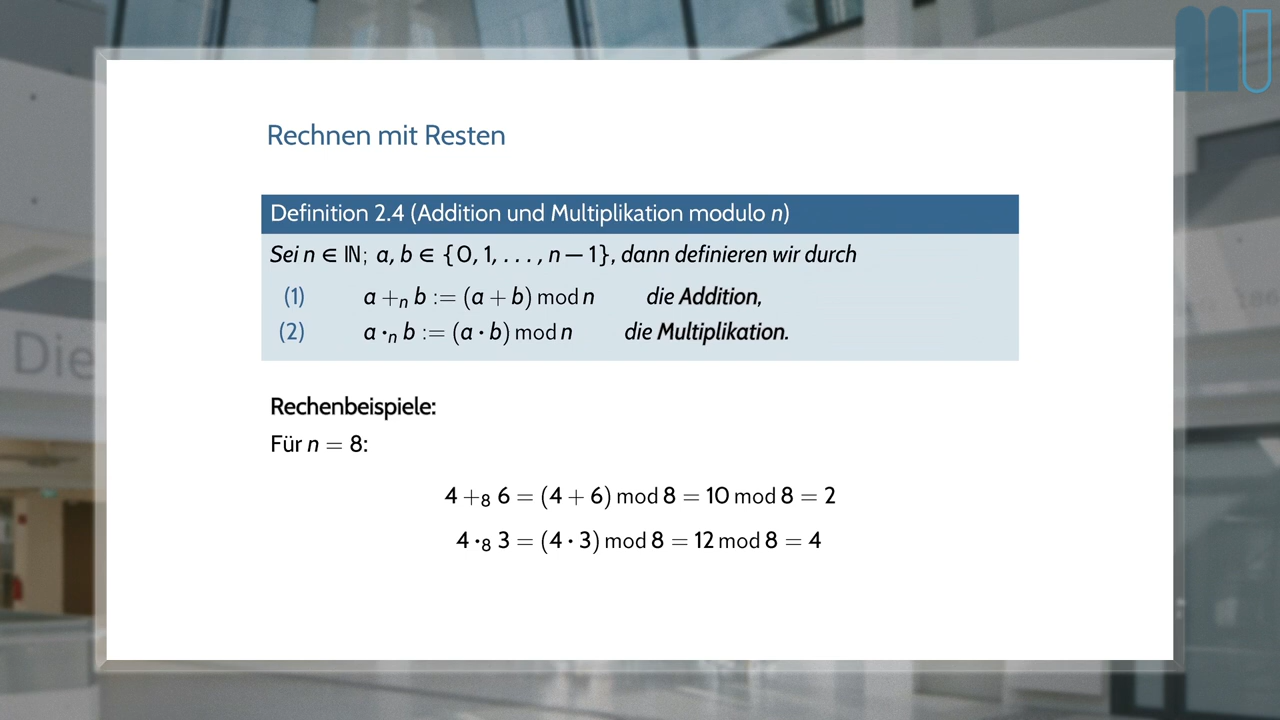 Rechnen mit Resten
Definition 2.4 (Addition und Multiplikation modulo n)
Sei n ∈ ℕ; a, b ∈ {0, 1, . . . , n − 1}, dann definieren wir durch
(1) a +ₙ b := (a + b) mod n die Addition,
(2) a ·ₙ b := (a · b) mod n die Multiplikation.
Die
Rechenbeispiele:
Für n = 8:
4 +₈ 6 = (4 + 6) mod 8 = 10 mod 8 = 2
4 ·₈ 3 = (4 · 3) mod 8 = 12 mod 8 = 4